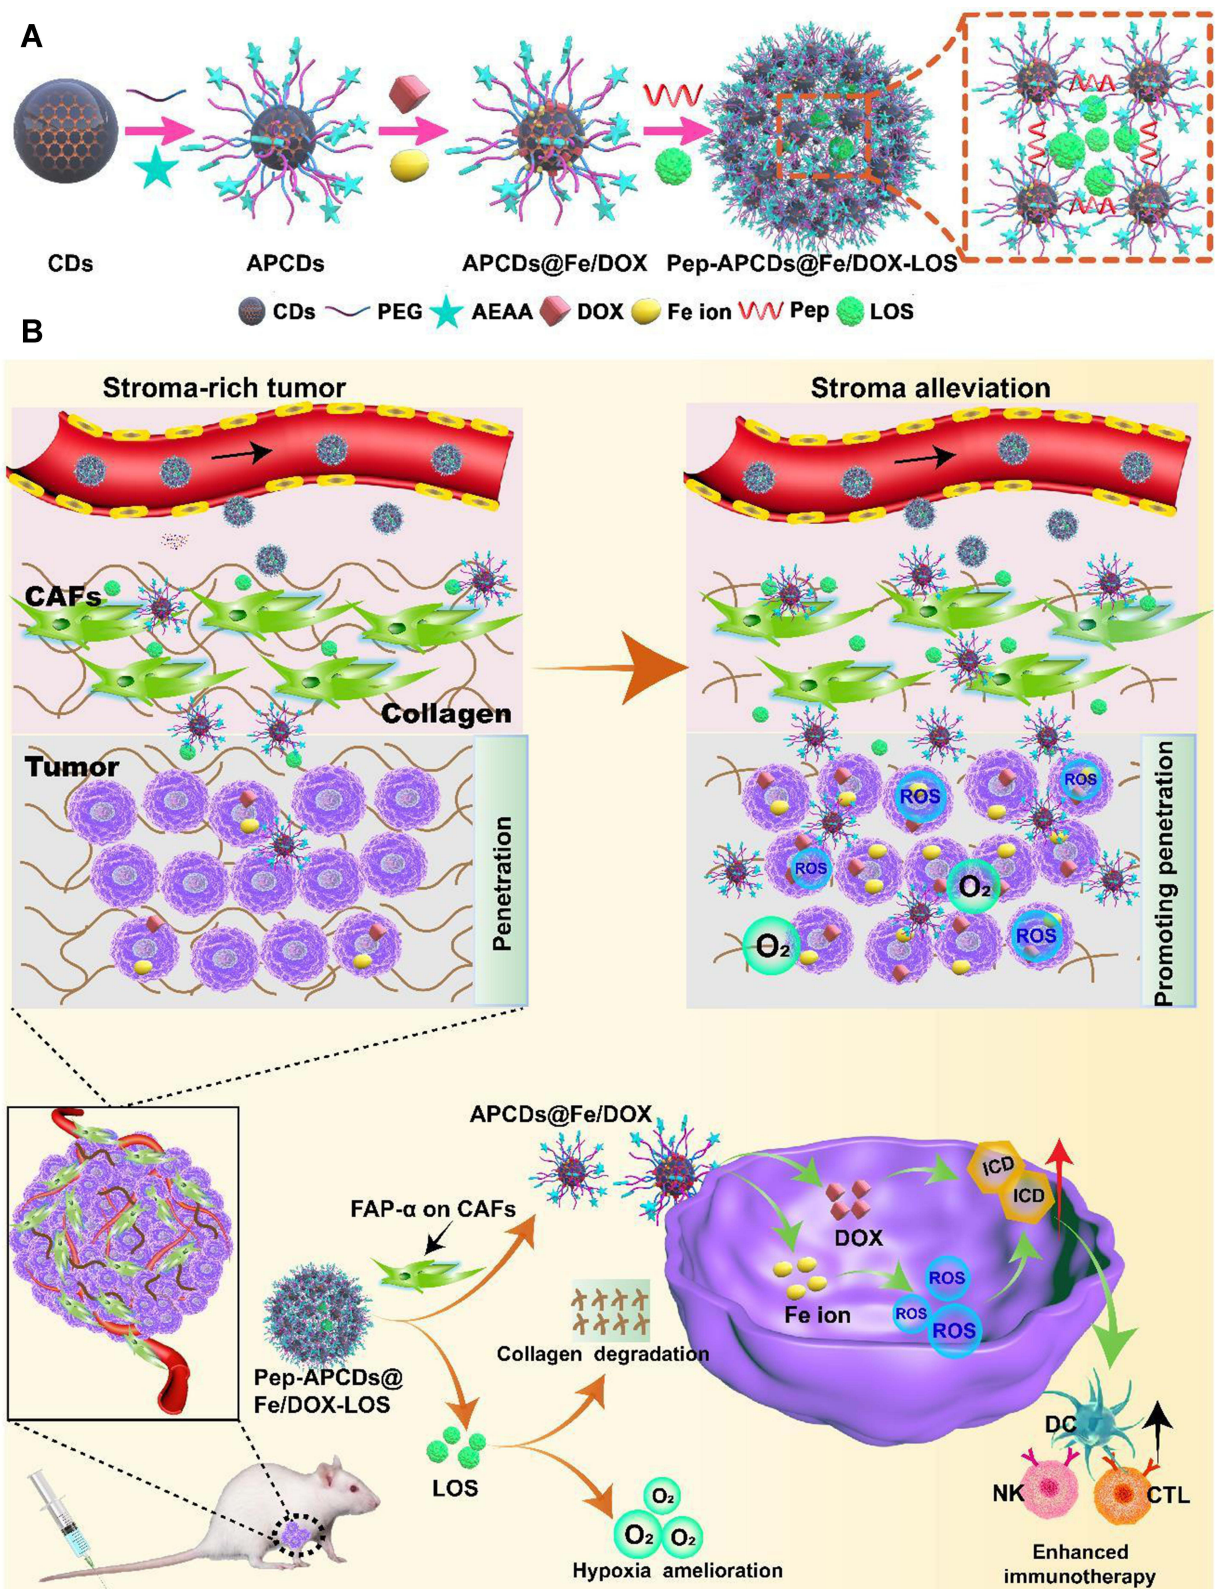 A
CDs
APCDs
APCDs@Fe/DOX
Pep-APCDs@Fe/DOX-LOS
CDs PEG AEAA DOX Fe ion Pep LOS
B
Stroma-rich tumor
Stroma alleviation
CAFs
Collagen
Tumor
Penetration
ROS
ROS
ROS
O₂
O₂
ROS
Promoting penetration
APCDs@Fe/DOX
ICD
ICD
FAP-α on CAFs
DOX
Fe ion
ROS
ROS
ROS
Collagen degradation
Pep-APCDs@
Fe/DOX-LOS
LOS
DC
NK
CTL
O₂
O₂
O₂
Hypoxia amelioration
Enhanced
immunotherapy